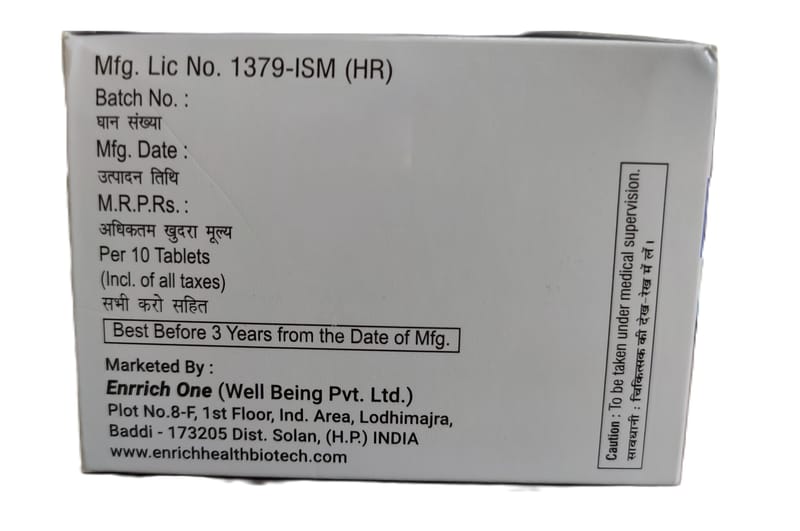 Mfg. Lic No. 1379-ISM (HR)
Batch No. :
घान संख्या
Mfg. Date :
उत्पादन तिथि
M.R.P.Rs. :
अधिकतम खुदरा मूल्य
Per 10 Tablets
(Incl. of all taxes)
सभी करो सहित
Best Before 3 Years from the Date of Mfg.
Marketed By :
Enrrich One (Well Being Pvt. Ltd.)
Plot No.8-F, 1st Floor, Ind. Area, Lodhimajra,
Baddi - 173205 Dist. Solan, (H.P.) INDIA
www.enrichhealthbiotech.com
Caution : To be taken under medical supervision.
सावधानी : चिकित्सक की देख-रेख में लें।